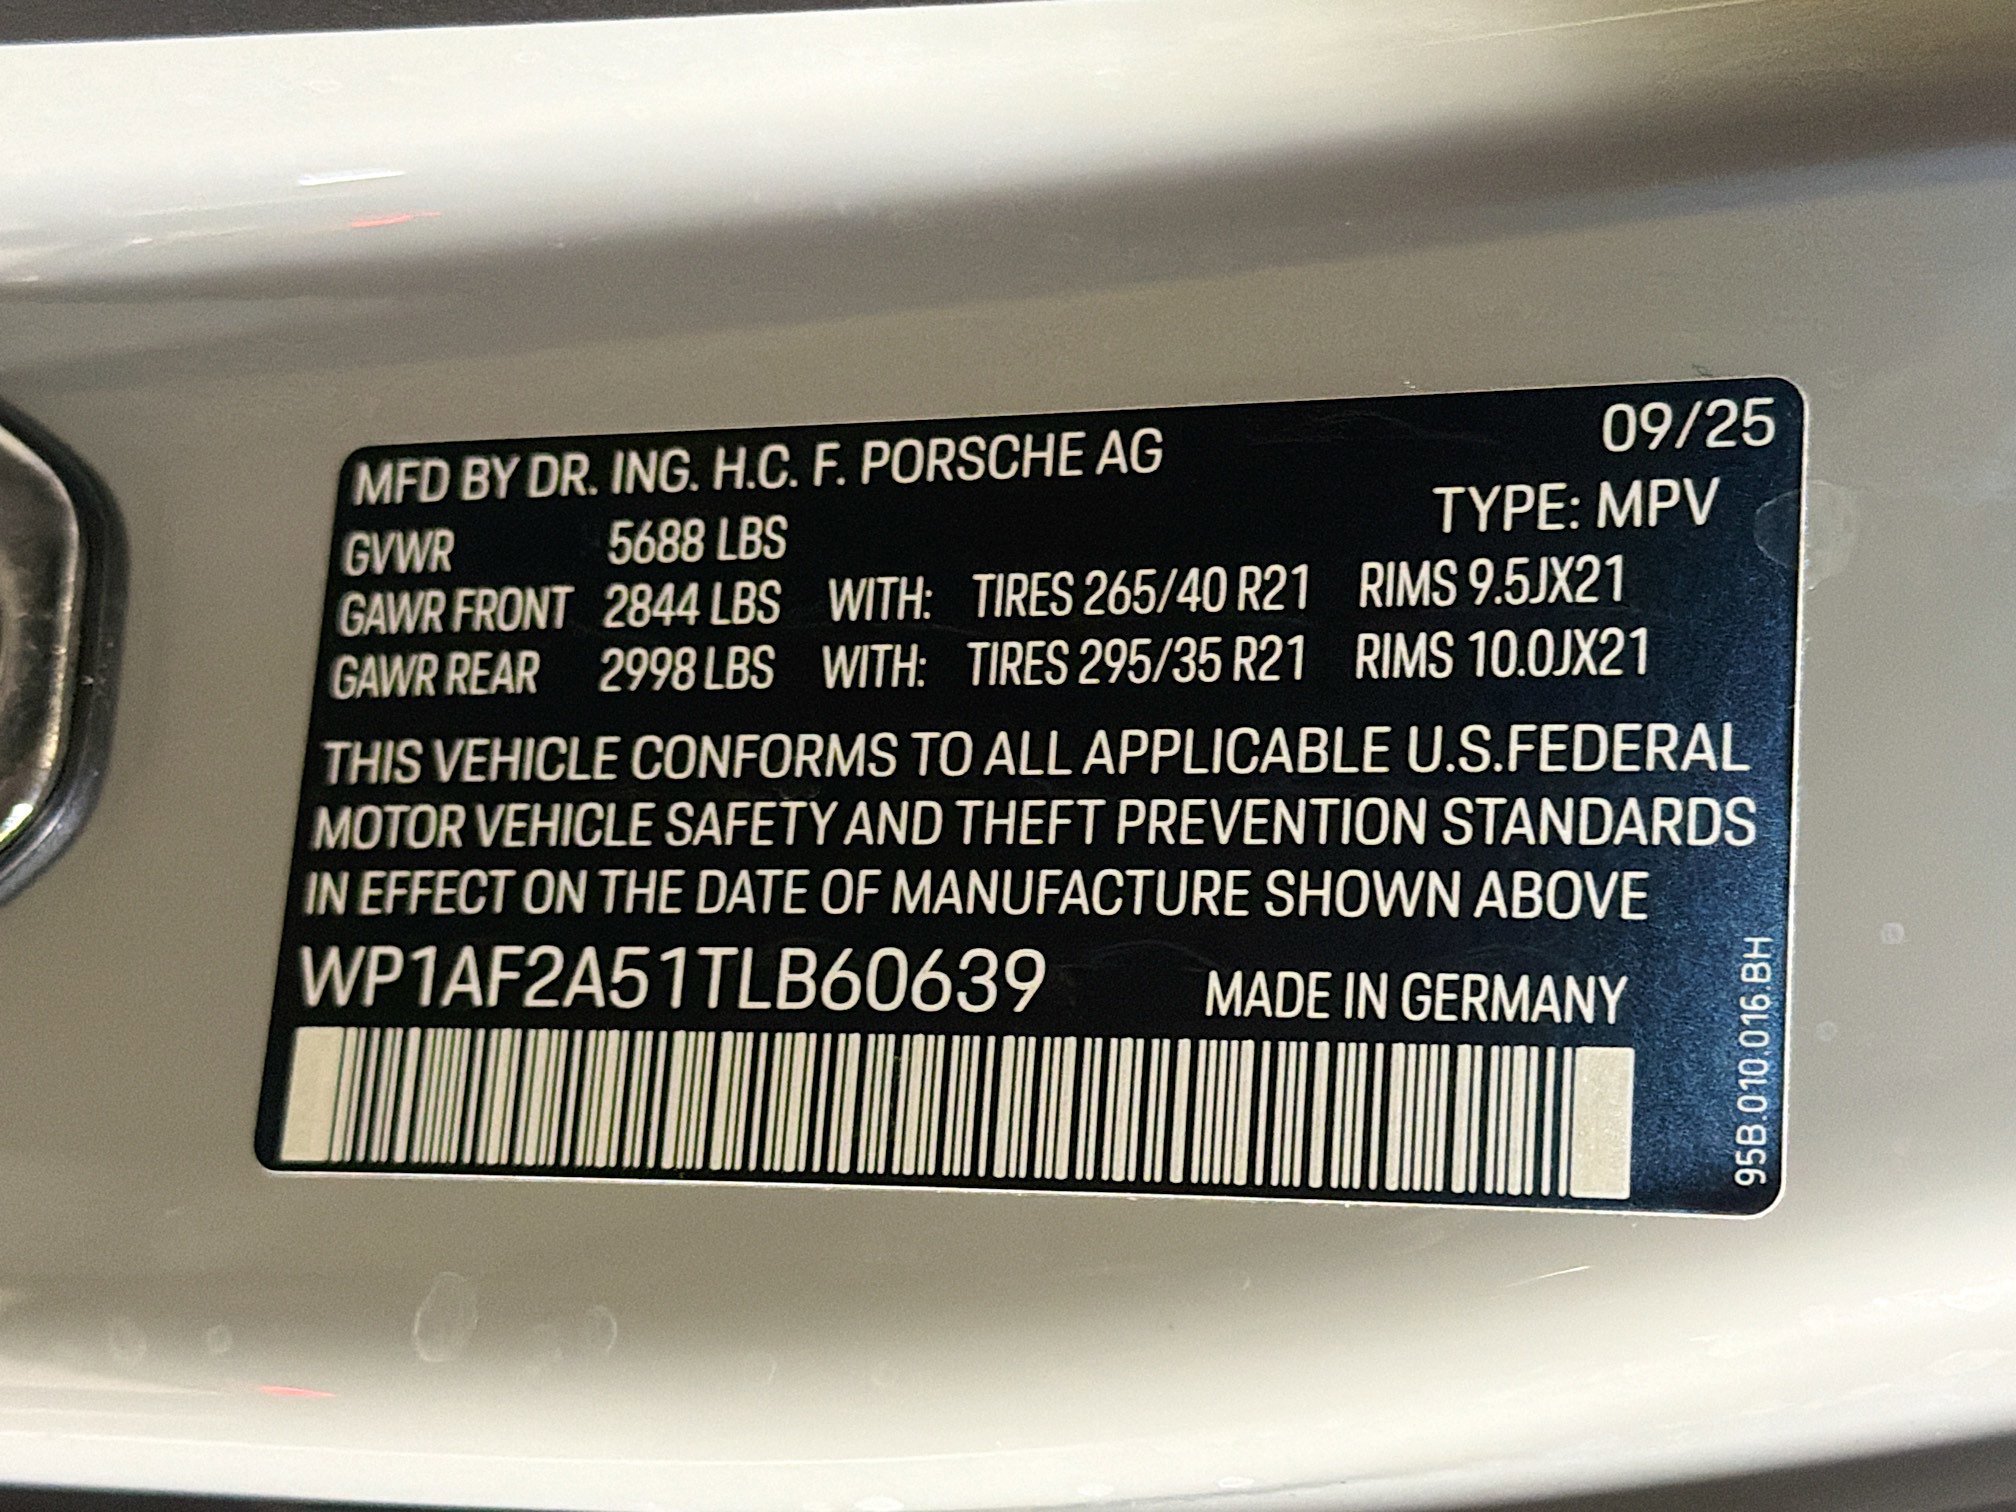 09/25
MFD BY DR. ING. H.C. F. PORSCHE AG
TYPE: MPV
GVWR 5688 LBS
GAWR FRONT 2844 LBS WITH: TIRES 265/40 R21 RIMS 9.5JX21
GAWR REAR 2998 LBS WITH: TIRES 295/35 R21 RIMS 10.0JX21
THIS VEHICLE CONFORMS TO ALL APPLICABLE U.S.FEDERAL
MOTOR VEHICLE SAFETY AND THEFT PREVENTION STANDARDS
IN EFFECT ON THE DATE OF MANUFACTURE SHOWN ABOVE
WP1AF2A51TLB60639
MADE IN GERMANY
95B.010.016.BH